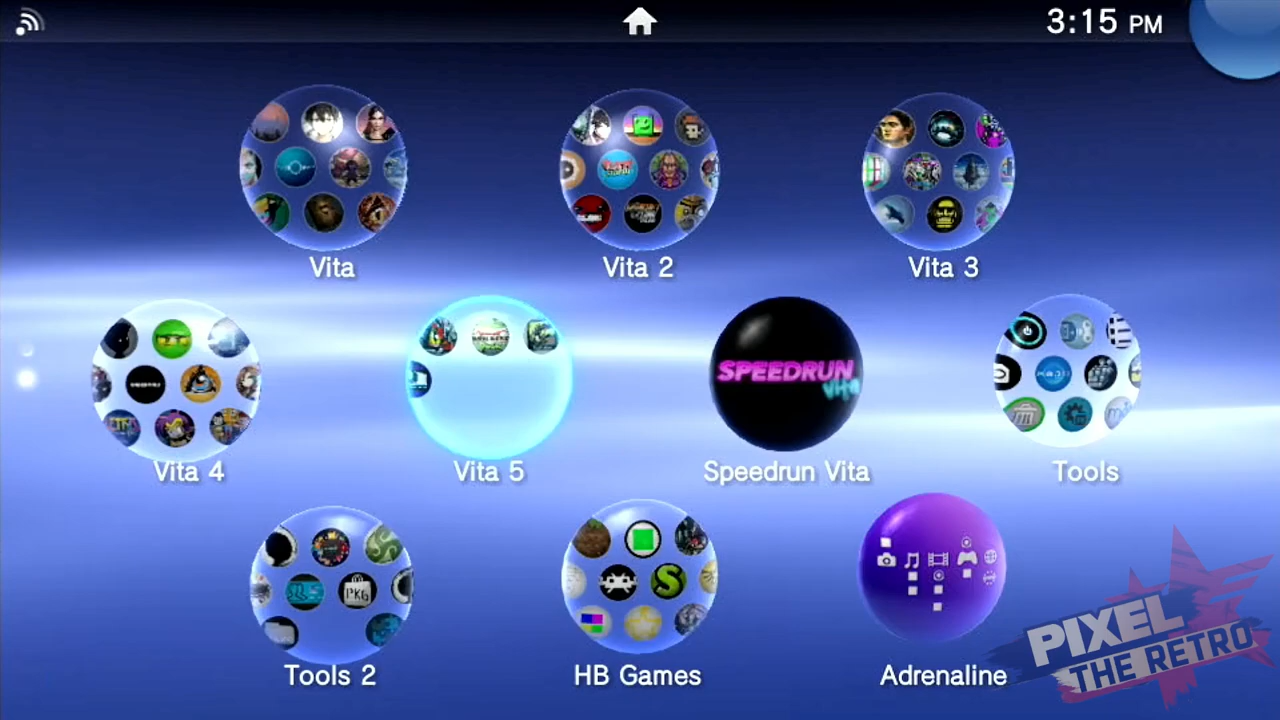 3:15 PM
Vita
Vita 2
Vita 3
Vita 4
Vita 5
SPEEDRUN
Vita
Speedrun Vita
Tools
PKG
Tools 2
HB Games
Adrenaline
PIXEL
THE RETRO